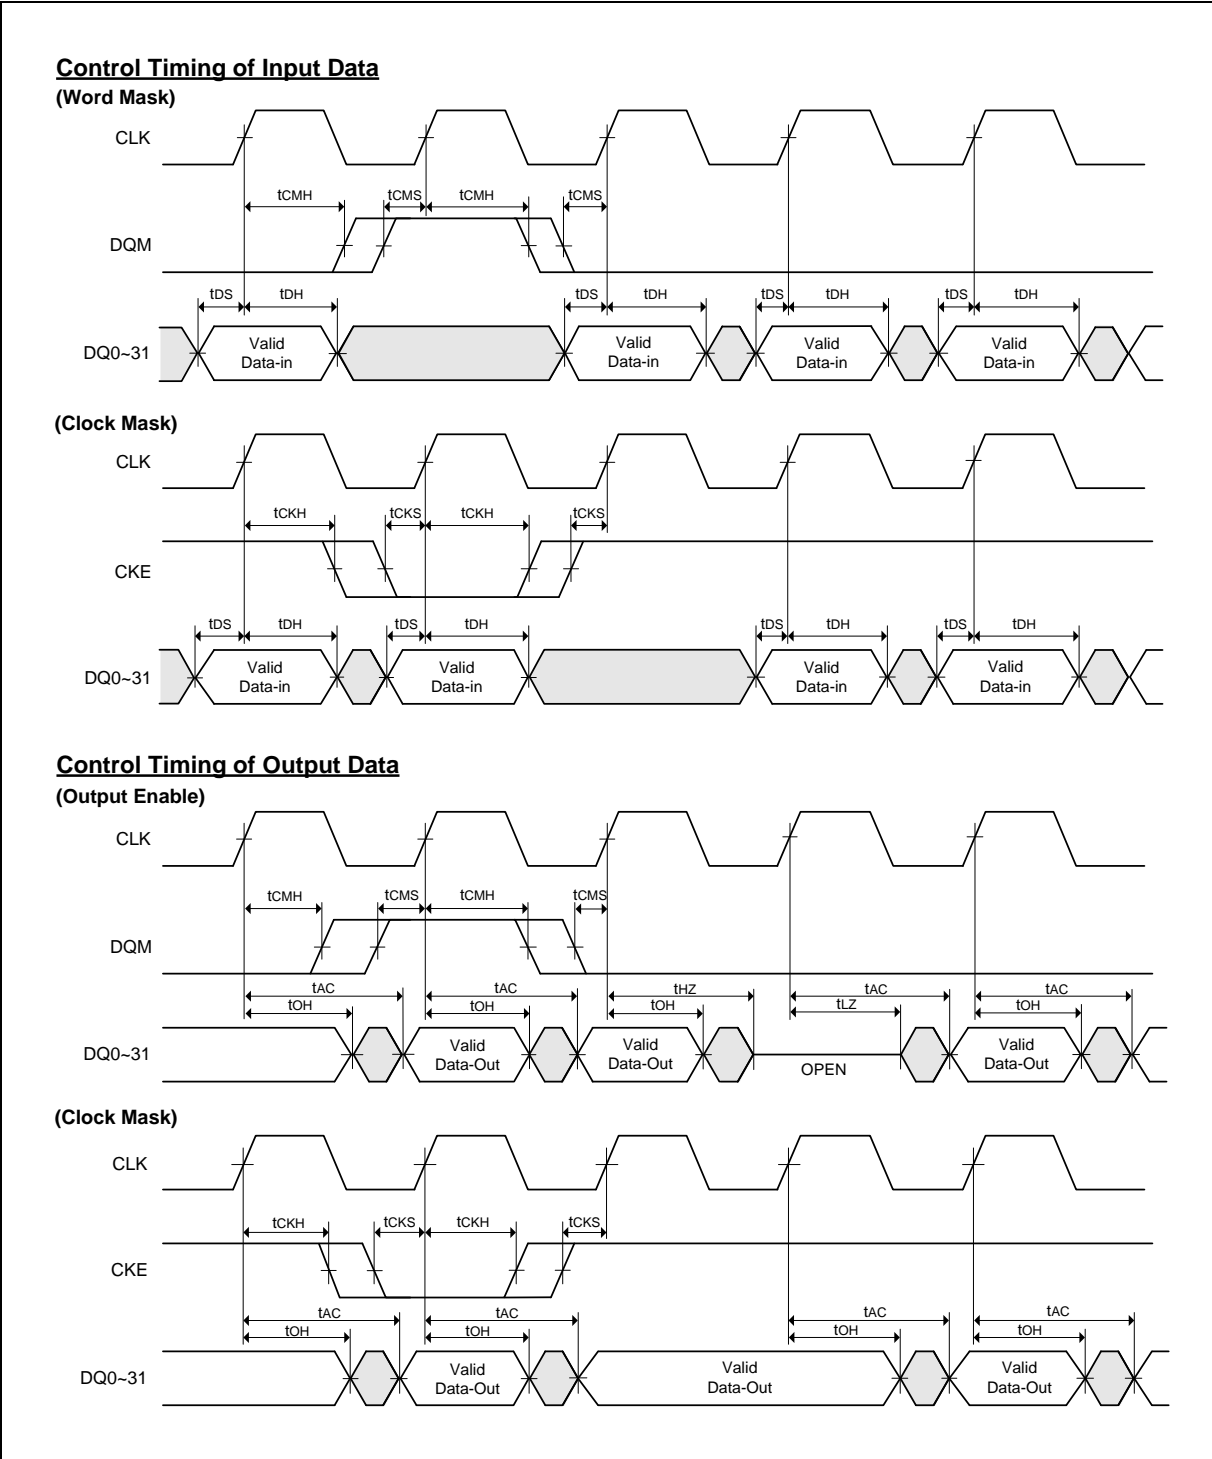 Control Timing of Input Data
(Word Mask)
CLK
tCMH tCMS tCMH tCMS
DQM
tDS tDH tDS tDH tDS tDH tDS tDH
DQ0~31
Valid Data-in
Valid Data-in
Valid Data-in
Valid Data-in
(Clock Mask)
CLK
tCKH tCKS tCKH tCKS
CKE
tDS tDH tDS tDH tDS tDH tDS tDH
DQ0~31
Valid Data-in
Valid Data-in
Valid Data-in
Valid Data-in
Control Timing of Output Data
(Output Enable)
CLK
tCMH tCMS tCMH tCMS
DQM
tAC tAC tHZ tAC tAC
tOH tOH tOH tLZ tOH
DQ0~31
Valid Data-Out
Valid Data-Out
OPEN
Valid Data-Out
(Clock Mask)
CLK
tCKH tCKS tCKH tCKS
CKE
tAC tAC tAC tAC
tOH tOH tOH tOH
DQ0~31
Valid Data-Out
Valid Data-Out
Valid Data-Out